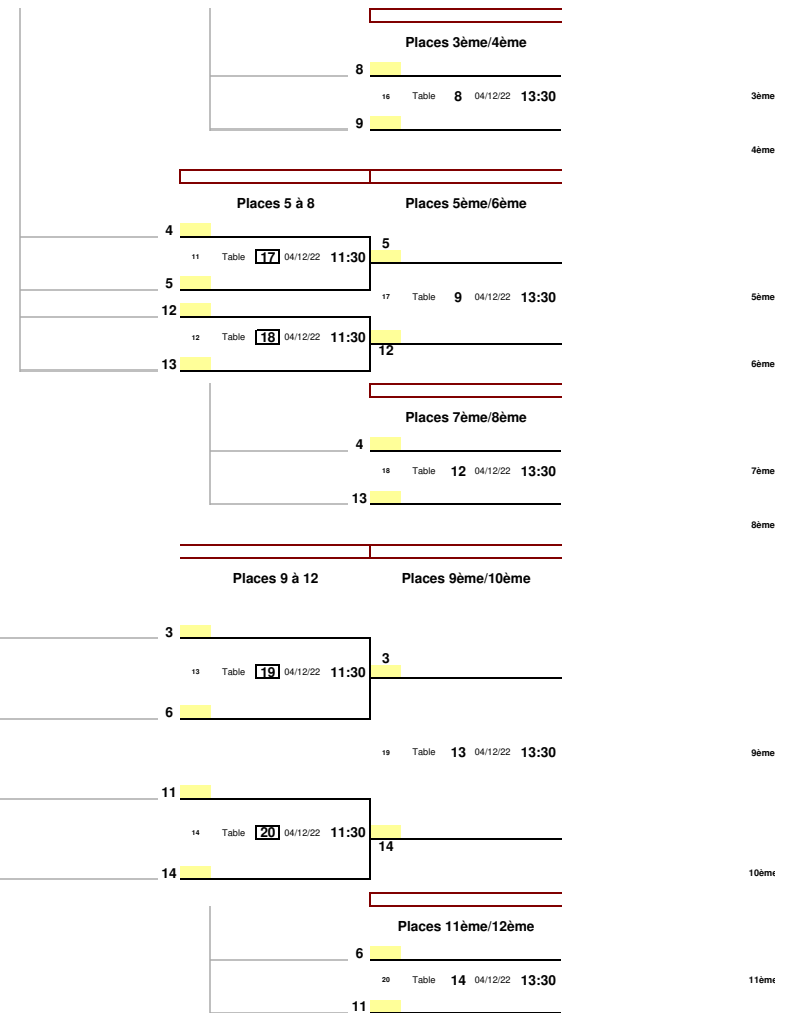 Places 3ème/4ème
8
16 Table 8 04/12/22 13:30 3ème
9
4ème
Places 5 à 8 Places 5ème/6ème
4
5
11 Table 17 04/12/22 11:30
5
17 Table 9 04/12/22 13:30 5ème
12
12 Table 18 04/12/22 11:30
12
13 6ème
Places 7ème/8ème
4
18 Table 12 04/12/22 13:30 7ème
13
8ème
Places 9 à 12 Places 9ème/10ème
3
3
13 Table 19 04/12/22 11:30
6
19 Table 13 04/12/22 13:30 9ème
11
14 Table 20 04/12/22 11:30
14
14 10ème
Places 11ème/12ème
6
20 Table 14 04/12/22 13:30 11ème
11